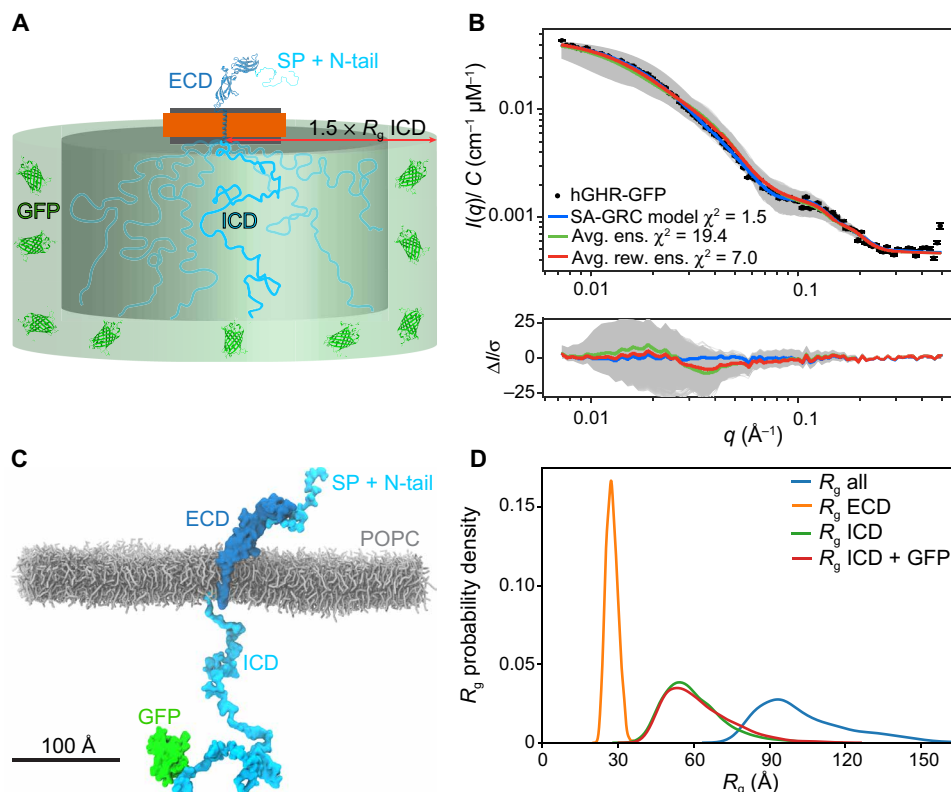 A
SP + N-tail
ECD
1.5 × Rg ICD
GFP
ICD
B
I(q)/ C (cm⁻¹ μM⁻¹)
0.01
0.001
hGHR-GFP
SA-GRC model χ² = 1.5
Avg. ens. χ² = 19.4
Avg. rew. ens. χ² = 7.0
0.01
0.1
ΔI/σ
25
0
−25
0.01
0.1
q (Å⁻¹)
C
SP + N-tail
ECD
POPC
ICD
GFP
100 Å
D
Rg probability density
0.15
0.10
0.05
0
Rg all
Rg ECD
Rg ICD
Rg ICD + GFP
0
30
60
90
120
150
Rg (Å)